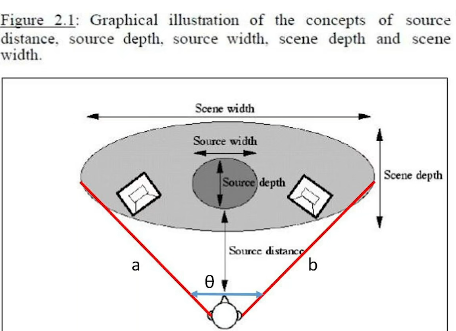 Figure 2.1: Graphical illustration of the concepts of source
distance, source depth, source width, scene depth and scene
width.
Scene width
Source width
Source depth
Scene depth
Source distance
a
b
θ